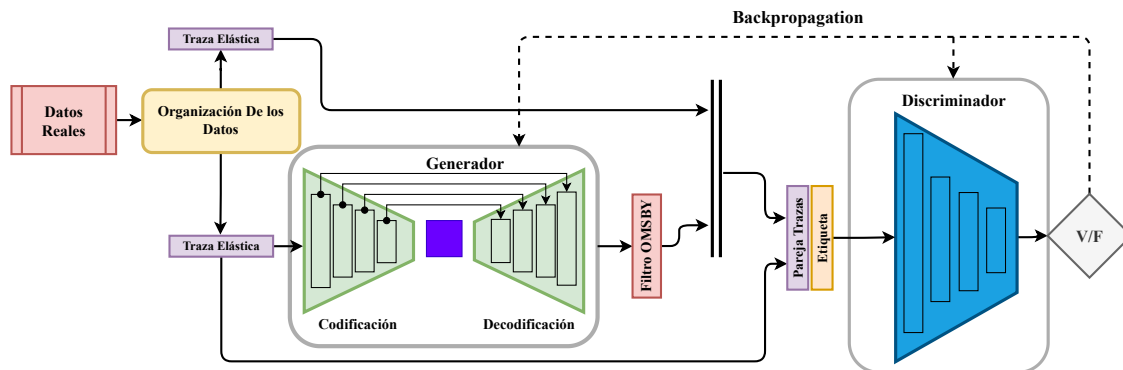 Backpropagation
Traza Elástica
Datos
Reales
Organización De los
Datos
Discriminador
Generador
Traza Elástica
Filtro OMSBY
Pareja Trazas
Etiqueta
V/F
Codificación
Decodificación